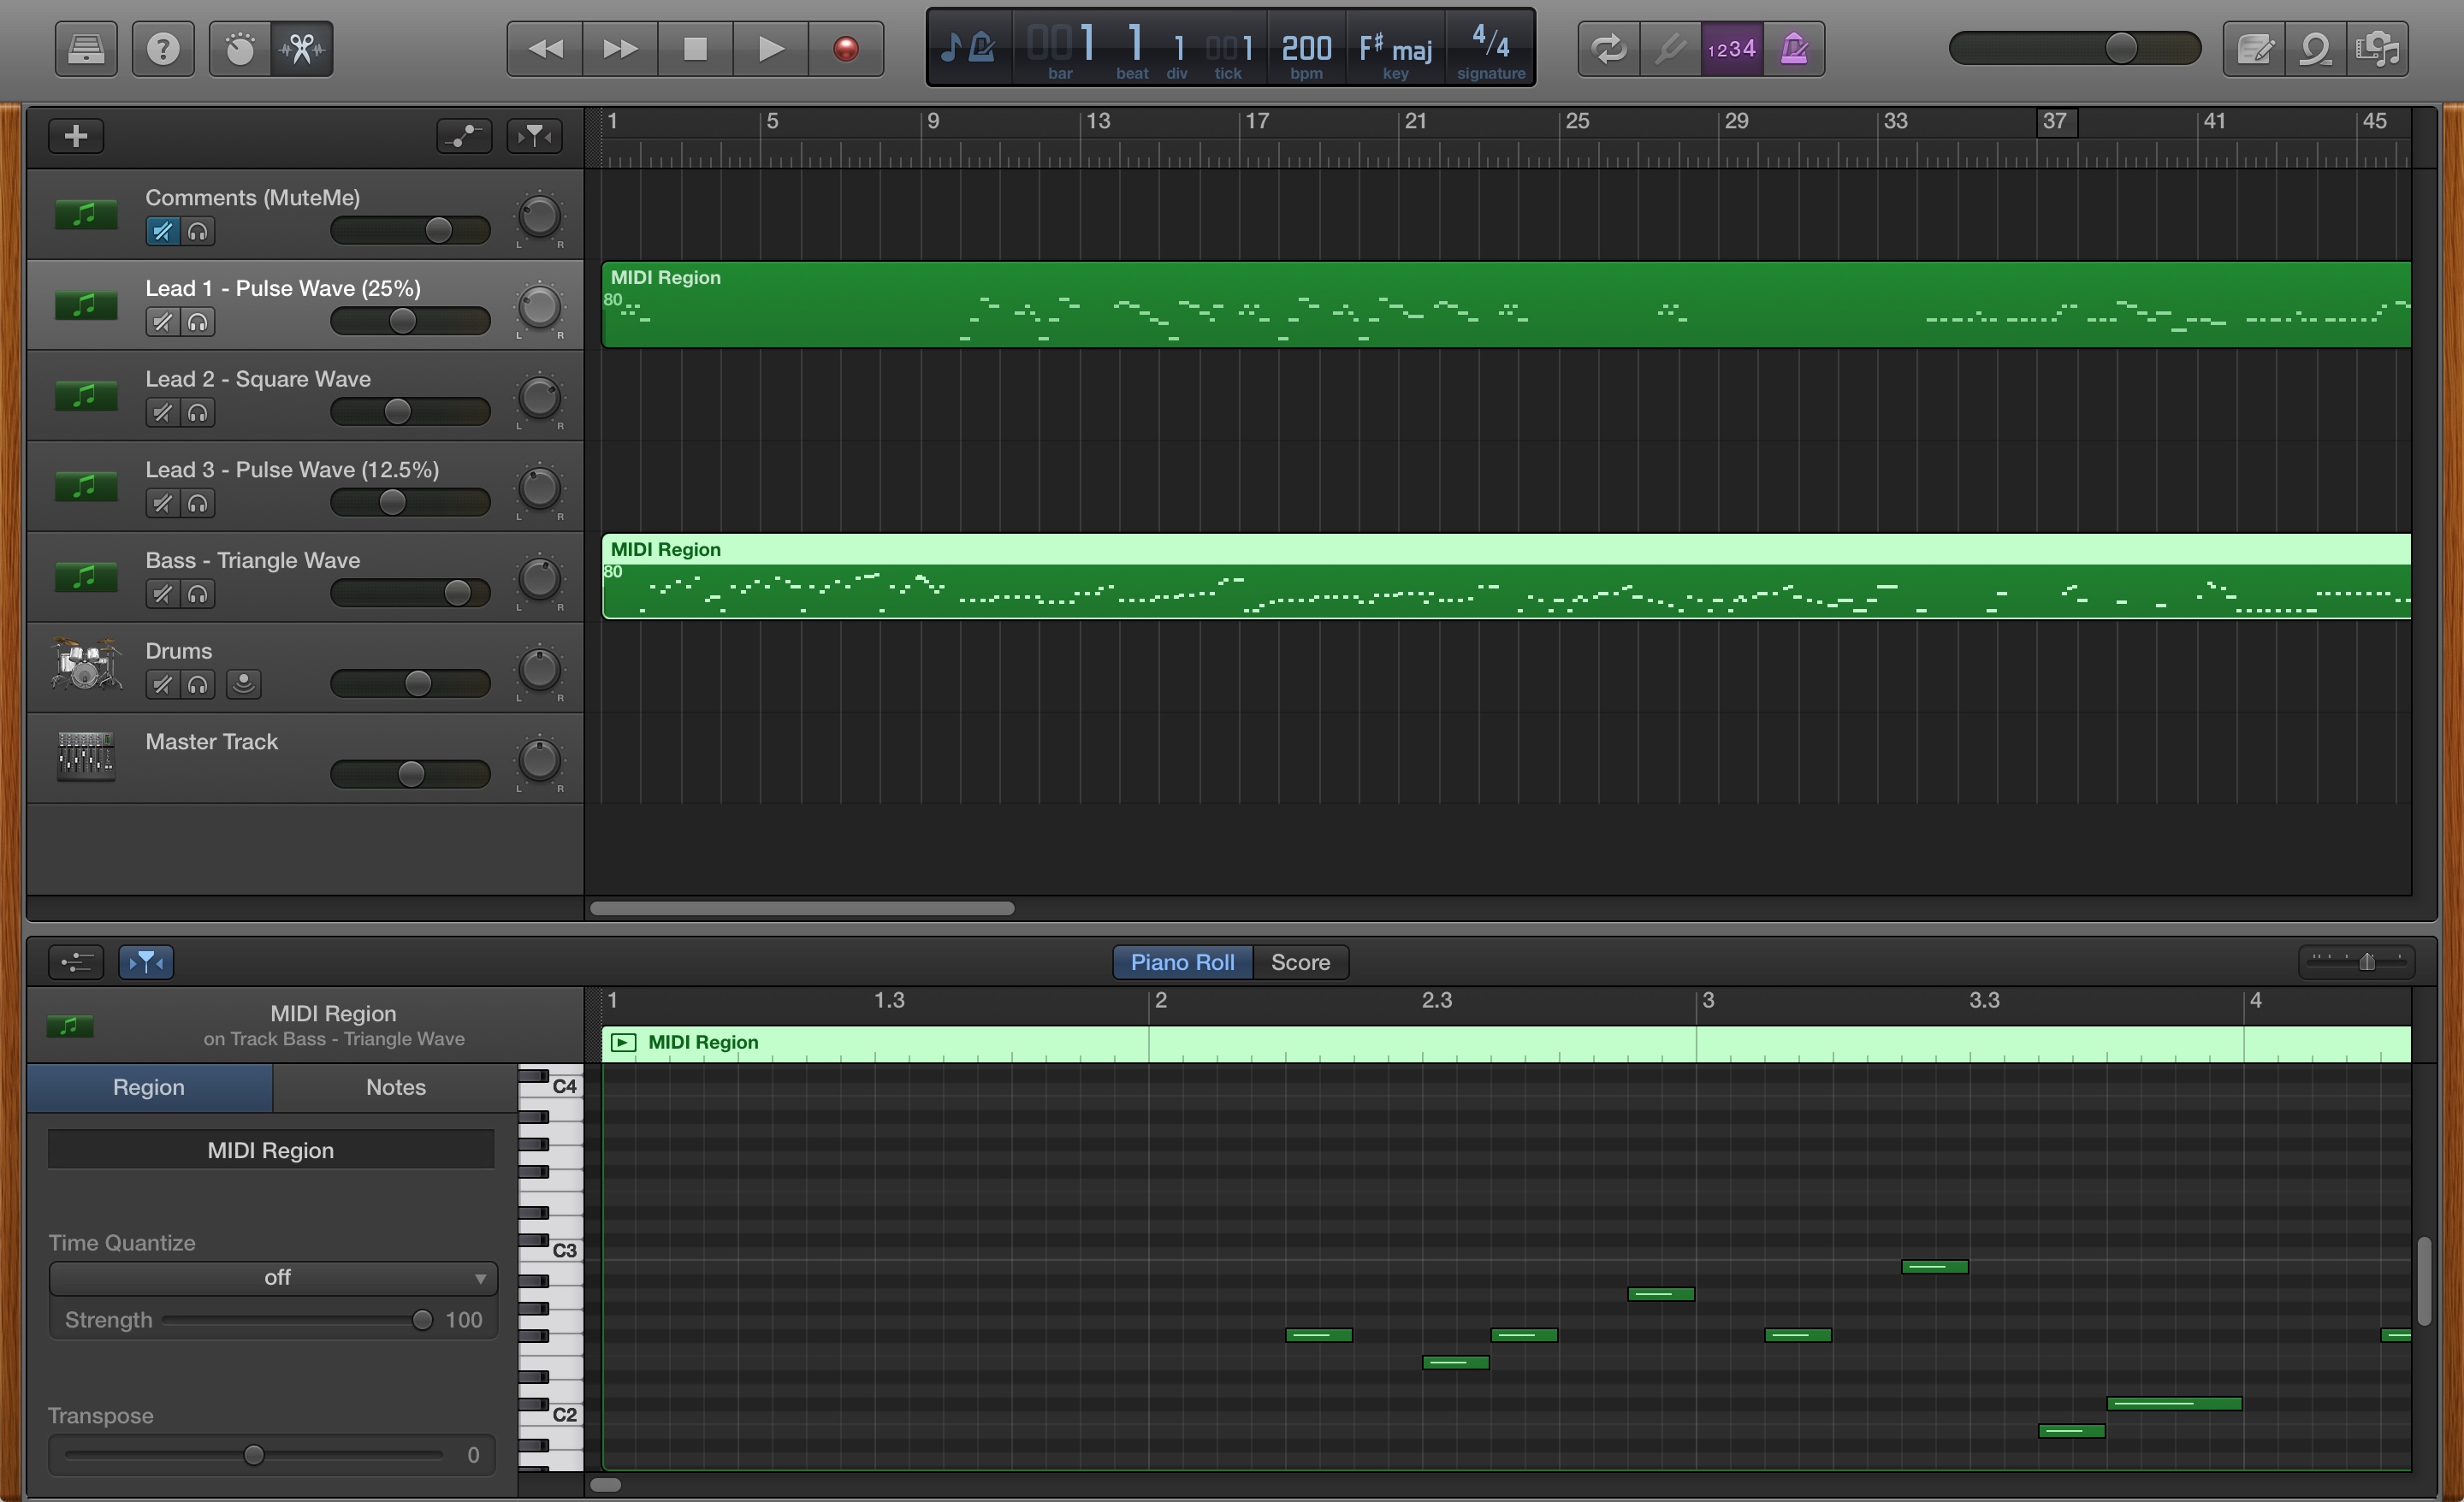 001 1 1 001 200 F♯ maj 4/4
bar beat div tick bpm key signature
1234
1 5 9 13 17 21 25 29 33 37 41 45
Comments (MuteMe)
L R
Lead 1 - Pulse Wave (25%)
L R
MIDI Region
80
Lead 2 - Square Wave
L R
Lead 3 - Pulse Wave (12.5%)
L R
Bass - Triangle Wave
L R
MIDI Region
80
Drums
L R
Master Track
L R
Piano Roll Score
MIDI Region
on Track Bass - Triangle Wave
1 1.3 2 2.3 3 3.3 4
MIDI Region
Region Notes
C4
MIDI Region
Time Quantize
C3
off
Strength 100
Transpose
C2
0